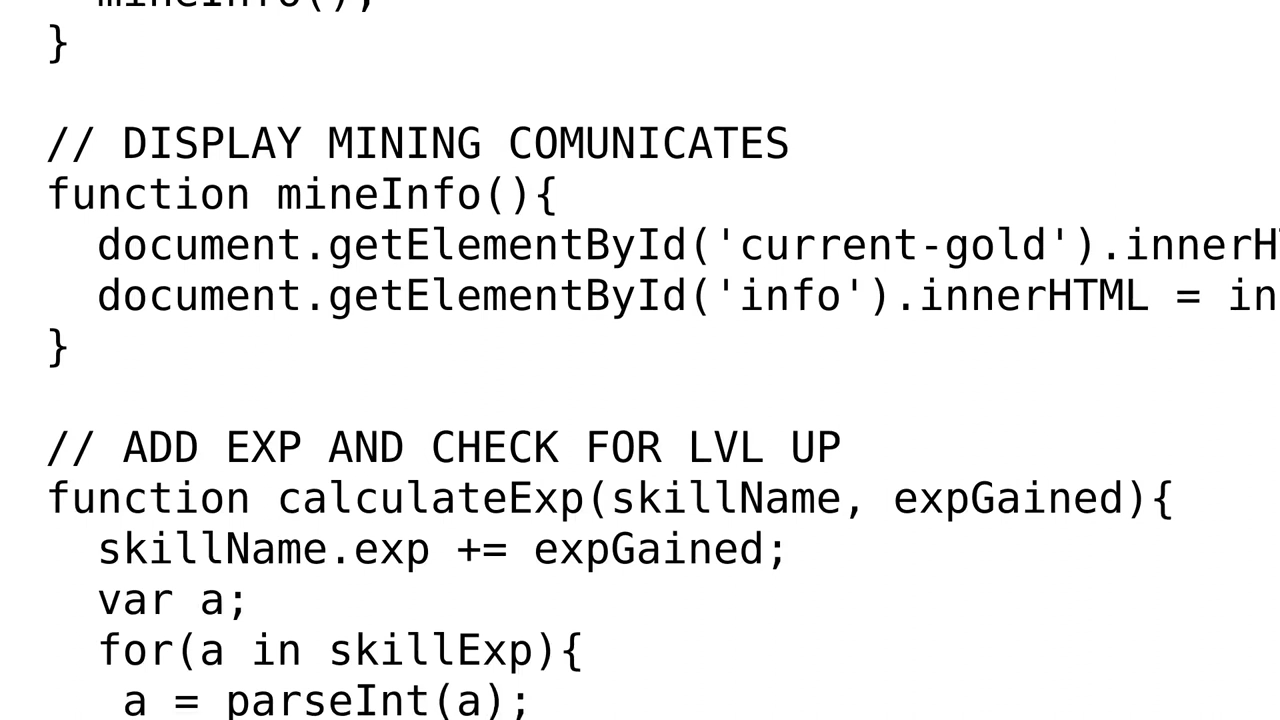 mineInfo();
}
// DISPLAY MINING COMUNICATES
function mineInfo(){
document.getElementById('current-gold').innerH
document.getElementById('info').innerHTML = in
}
// ADD EXP AND CHECK FOR LVL UP
function calculateExp(skillName, expGained){
skillName.exp += expGained;
var a;
for(a in skillExp){
a = parseInt(a);